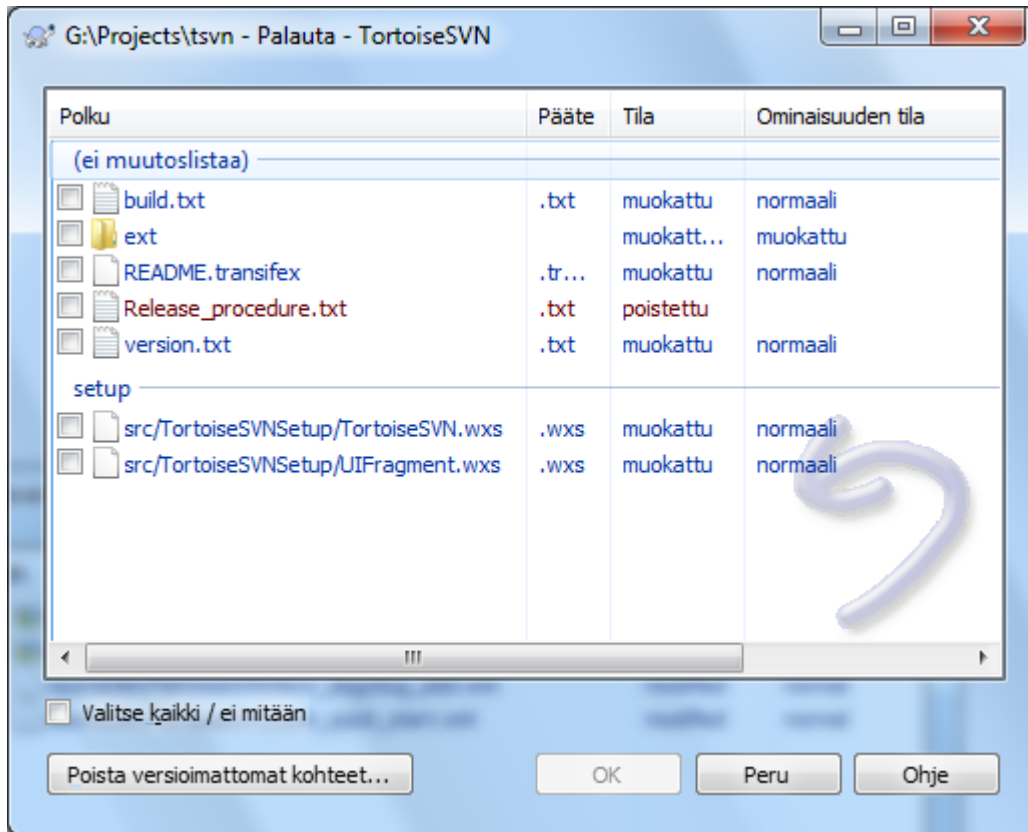 G:\Projects\tsvn - Palauta - TortoiseSVN
Polku Pääte Tila Ominaisuuden tila
(ei muutoslistaa)
build.txt .txt muokattu normaali
ext muokatt... muokattu
README.transifex .tr... muokattu normaali
Release_procedure.txt .txt poistettu
version.txt .txt muokattu normaali
setup
src/TortoiseSVNSetup/TortoiseSVN.wxs .wxs muokattu normaali
src/TortoiseSVNSetup/UIFragment.wxs .wxs muokattu normaali
Valitse kaikki / ei mitään
Poista versioimattomat kohteet... OK Peru Ohje